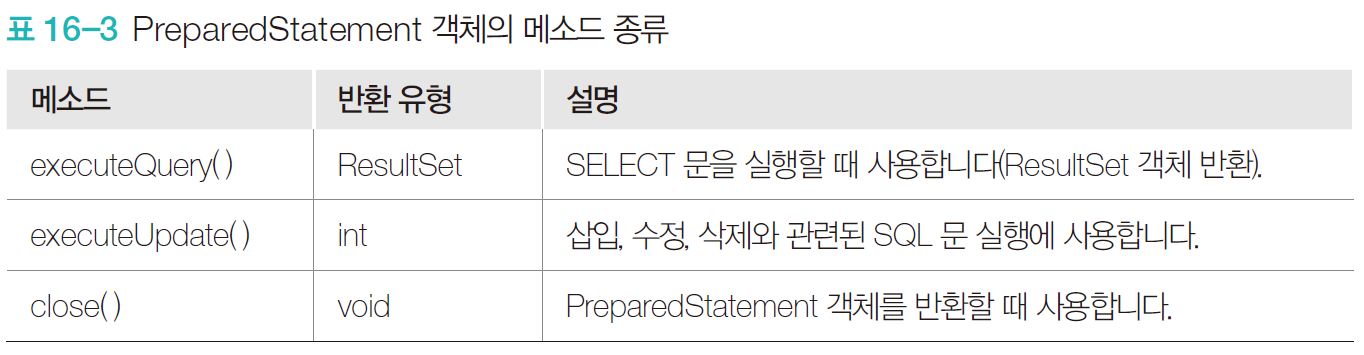 표 16-3 PreparedStatement 객체의 메소드 종류
메소드 반환 유형 설명
executeQuery( ) ResultSet SELECT 문을 실행할 때 사용합니다(ResultSet 객체 반환).
executeUpdate( ) int 삽입, 수정, 삭제와 관련된 SQL 문 실행에 사용합니다.
close( ) void PreparedStatement 객체를 반환할 때 사용합니다.